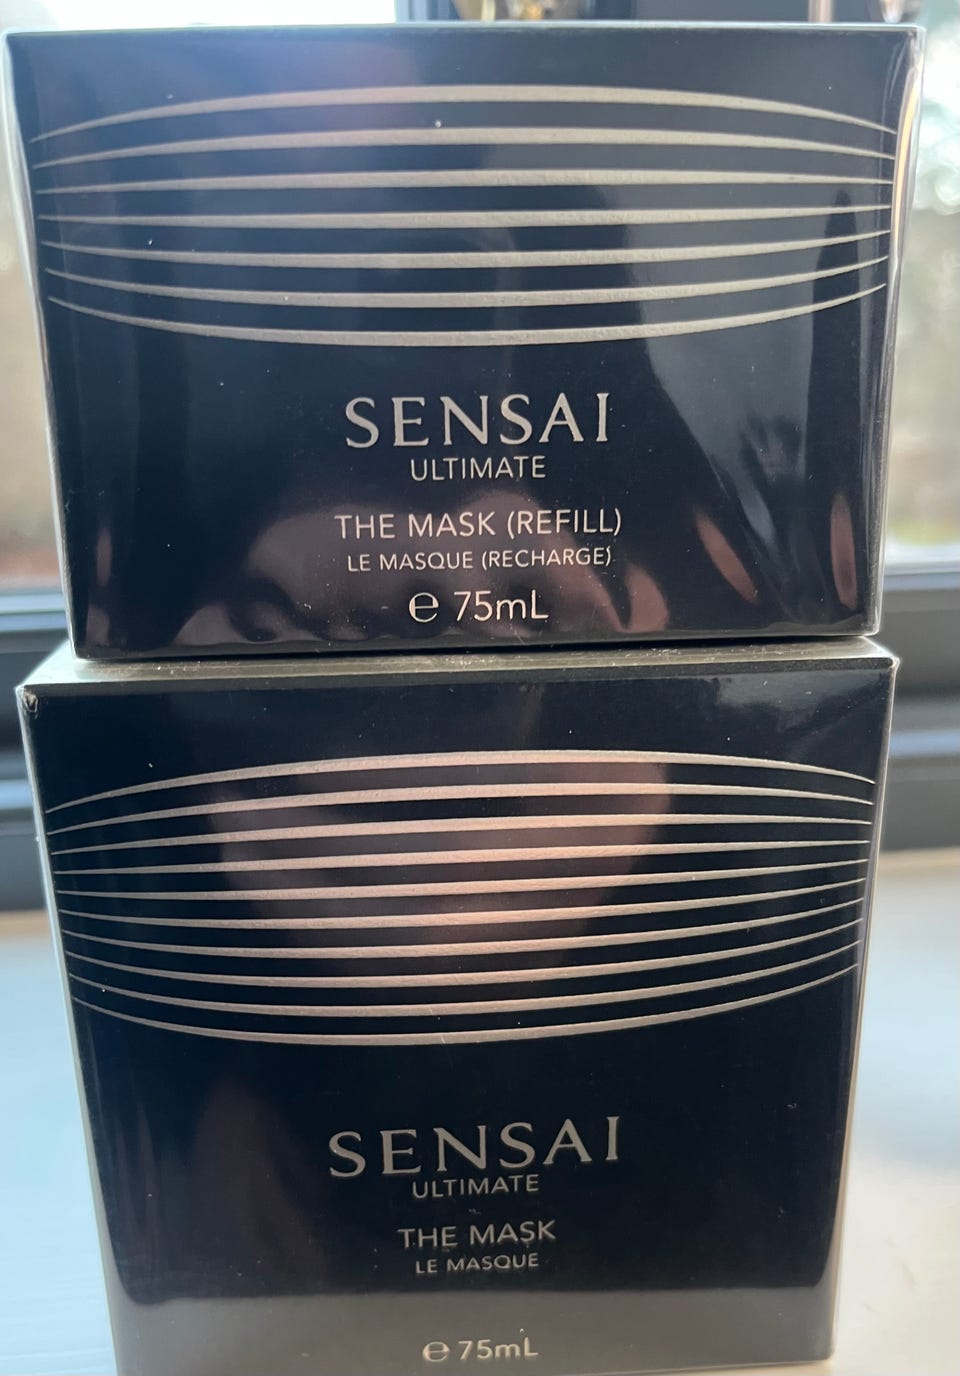 SENSAI
ULTIMATE
THE MASK (REFILL)
LE MASQUE (RECHARGE)
℮ 75mL
SENSAI
ULTIMATE
THE MASK
LE MASQUE
℮ 75mL